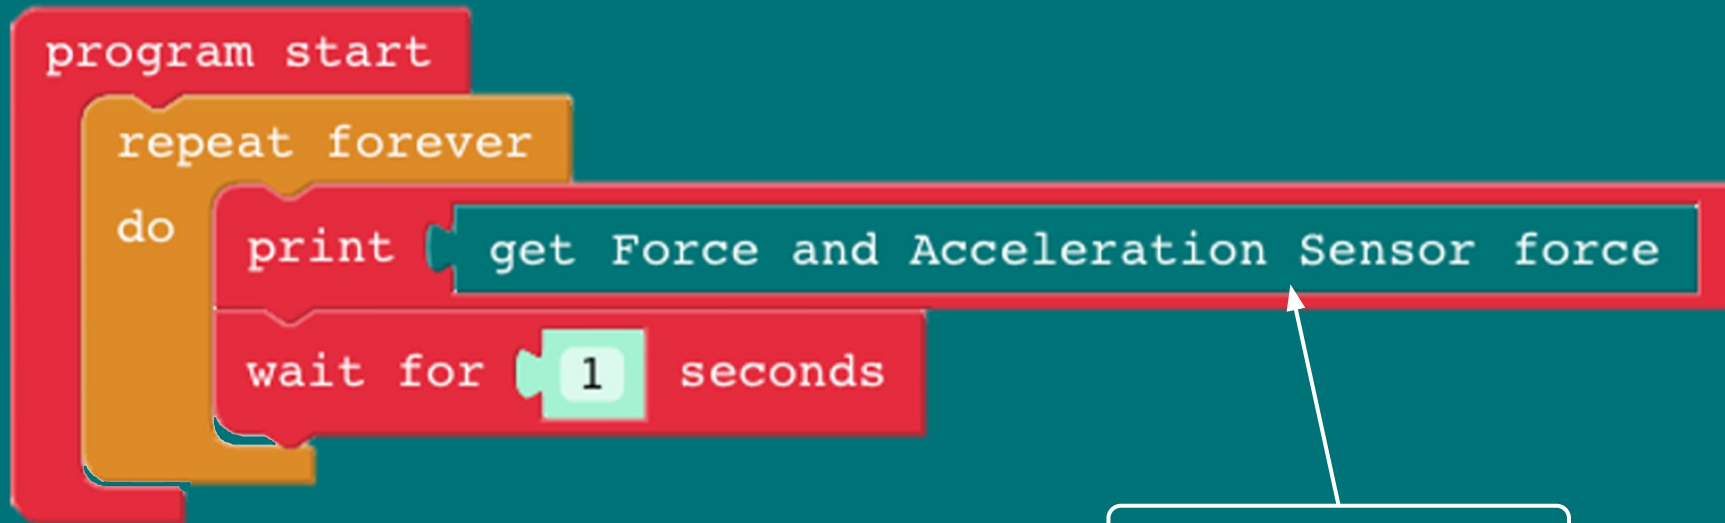 program start
repeat forever
do
print get Force and Acceleration Sensor force
wait for 1 seconds